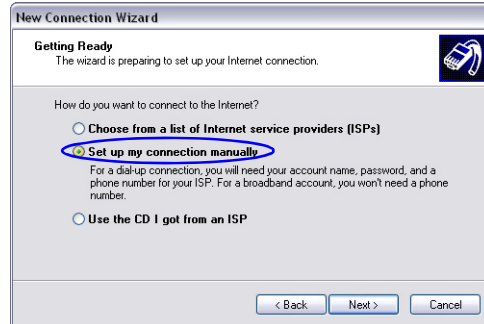 New Connection Wizard
Getting Ready
The wizard is preparing to set up your Internet connection.
How do you want to connect to the Internet?
Choose from a list of Internet service providers (ISPs)
Set up my connection manually
For a dial-up connection, you will need your account name, password, and a
phone number for your ISP. For a broadband account, you won't need a phone
number.
Use the CD I got from an ISP
< Back Next > Cancel